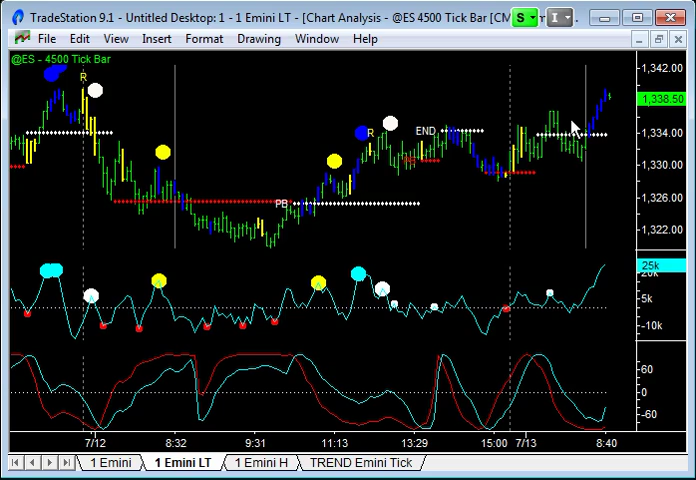 TradeStation 9.1 - Untitled Desktop: 1 - 1 Emini LT - [Chart Analysis - @ES 4500 Tick Bar [CM
S
I
File Edit View Insert Format Drawing Window Help
@ES - 4500 Tick Bar
1,342.00
1,338.50
1,334.00
1,330.00
1,326.00
1,322.00
R
R
END
PB
25k
5k
-10k
60
0
-60
7/12 8:32 9:31 11:13 13:29 15:00 7/13 8:40
1 Emini 1 Emini LT 1 Emini H TREND Emini Tick